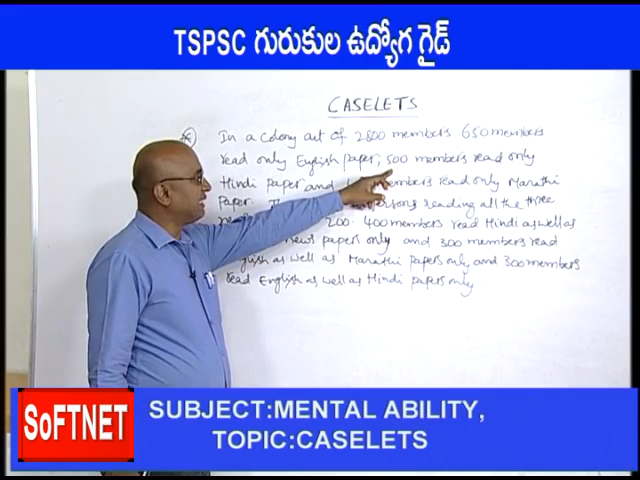 TSPSC గురుకుల ఉద్యోగ గైడ్
CASELETS
In a colony out of 2800 members 650 members
read only English paper, 500 members read only
Hindi paper and members read only Marathi
Paper. persons reading all the three
200. 400 members read Hindi as well as
News papers only and 300 members read
as well as Marathi papers only and 300 members
read English as well as Hindi papers only
SoFTNET
SUBJECT:MENTAL ABILITY,
TOPIC:CASELETS